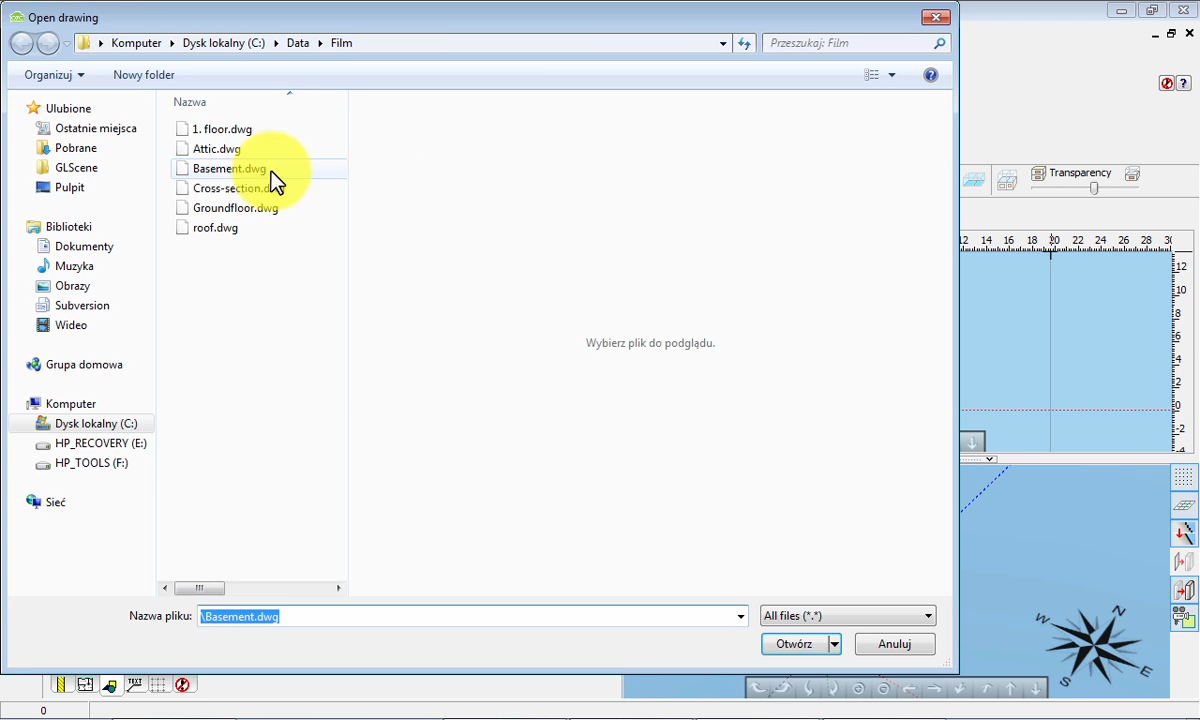 Open drawing
Komputer Dysk lokalny (C:) Data Film
Przeszukaj: Film
Organizuj Nowy folder
Nazwa
Ulubione
Ostatnie miejsca
Pobrane
GLScene
Pulpit
Biblioteki
Dokumenty
Muzyka
Obrazy
Subversion
Wideo
Grupa domowa
Komputer
Dysk lokalny (C:)
HP_RECOVERY (E:)
HP_TOOLS (F:)
Sieć
1. floor.dwg
Attic.dwg
Basement.dwg
Groundfloor.dwg
roof.dwg
Wybierz plik do podglądu.
Nazwa pliku: \Basement.dwg All files (*.*)
Otwórz Anuluj
Transparency
12 14 16 18 20 22 24 26 28
12
10
8
6
4
2
0
-2
-4
N
W
E
S
TEXT
0